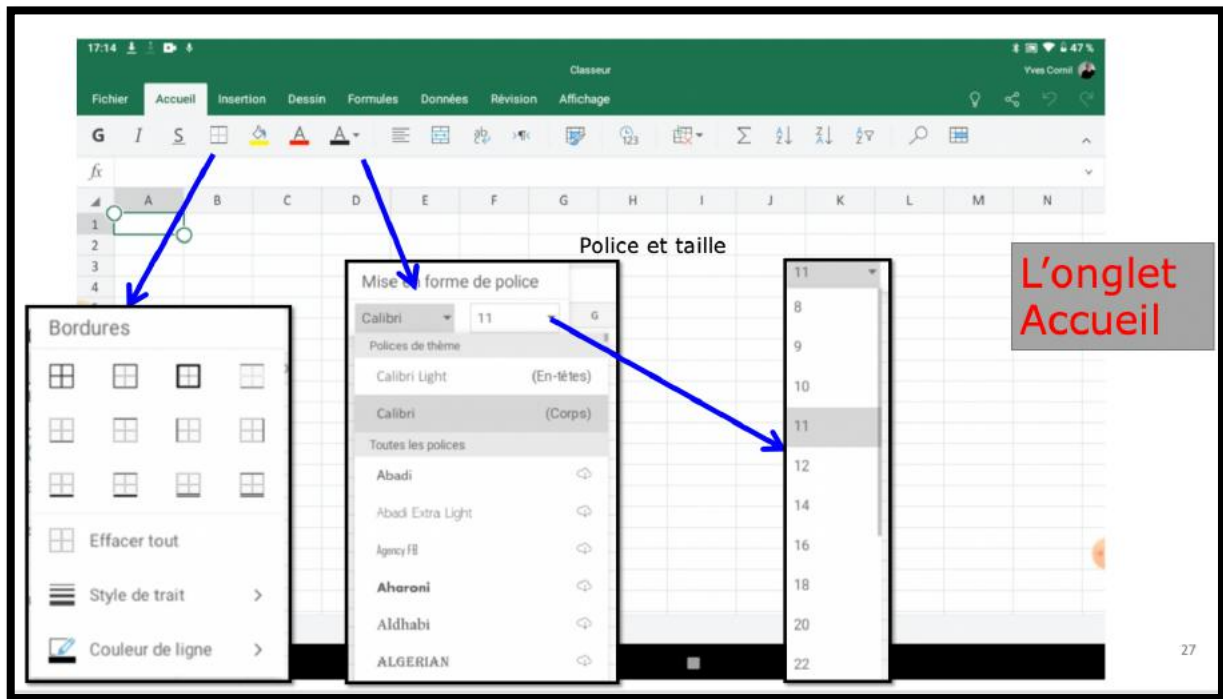 17:14
47 %
Classeur
Yves Cornil
Fichier Accueil Insertion Dessin Formules Données Révision Affichage
G I S A A 123
fx
A B C D E F G H I J K L M N
1
2
3
4
Police et taille
L'onglet
Accueil
Bordures
Effacer tout
Style de trait
Couleur de ligne
Mise forme de police
Calibri 11 G
Polices de thème
Calibri Light (En-têtes)
Calibri (Corps)
Toutes les polices
Abadi
Abadi Extra Light
Agency FB
Aharoni
Aldhabi
ALGERIAN
11
8
9
10
11
12
14
16
18
20
22
27